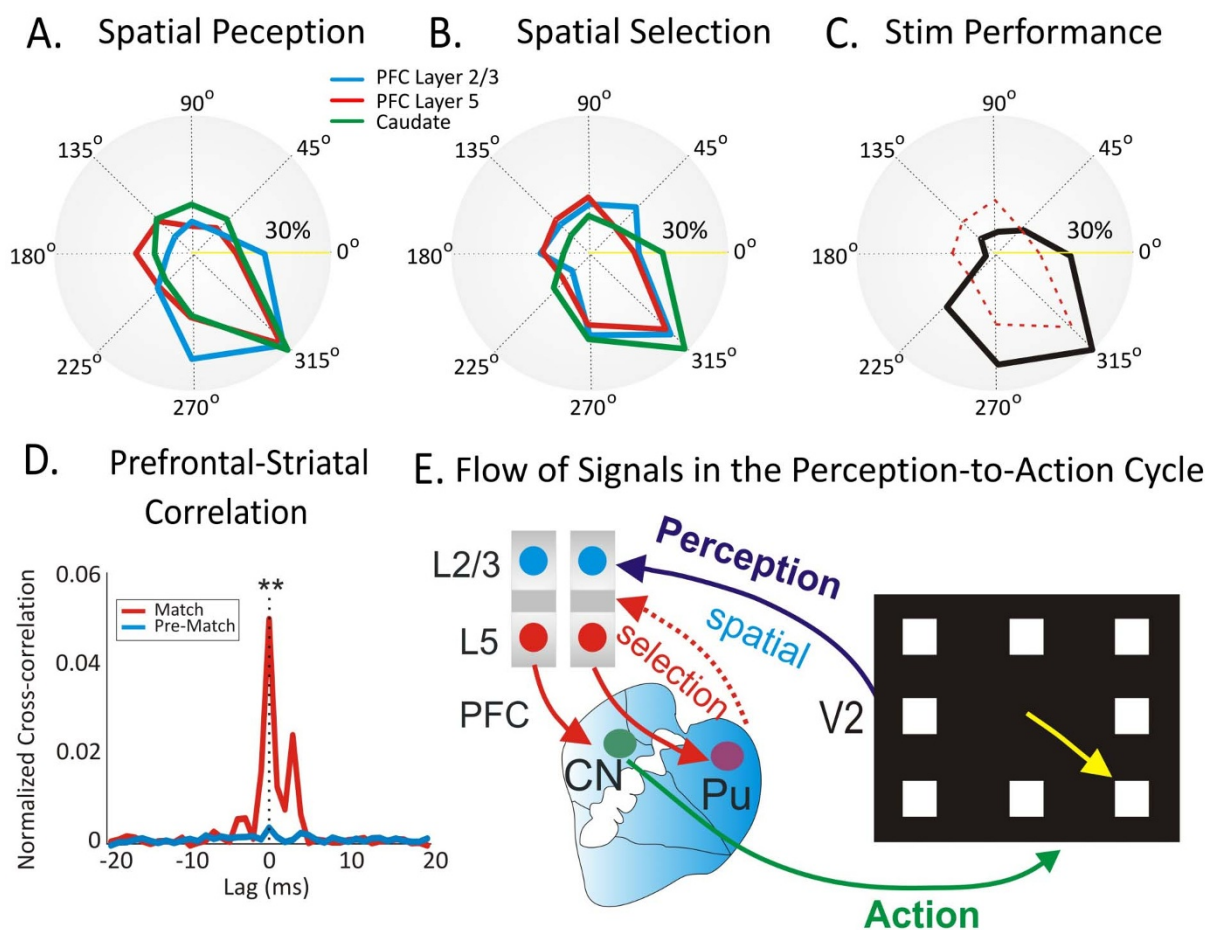 A. Spatial Peception
B. Spatial Selection
C. Stim Performance
PFC Layer 2/3
PFC Layer 5
Caudate
90°
135°
45°
30%
180°
0°
225°
315°
270°
90°
135°
45°
30%
180°
0°
225°
315°
270°
90°
135°
45°
30%
180°
0°
225°
315°
270°
D. Prefrontal-Striatal
Correlation
Normalized Cross-correlation
0.06
0.04
0.02
0
**
Match
Pre-Match
-20
-10
0
10
20
Lag (ms)
E. Flow of Signals in the Perception-to-Action Cycle
L2/3
L5
PFC
Perception
spatial
selection
V2
CN
Pu
Action